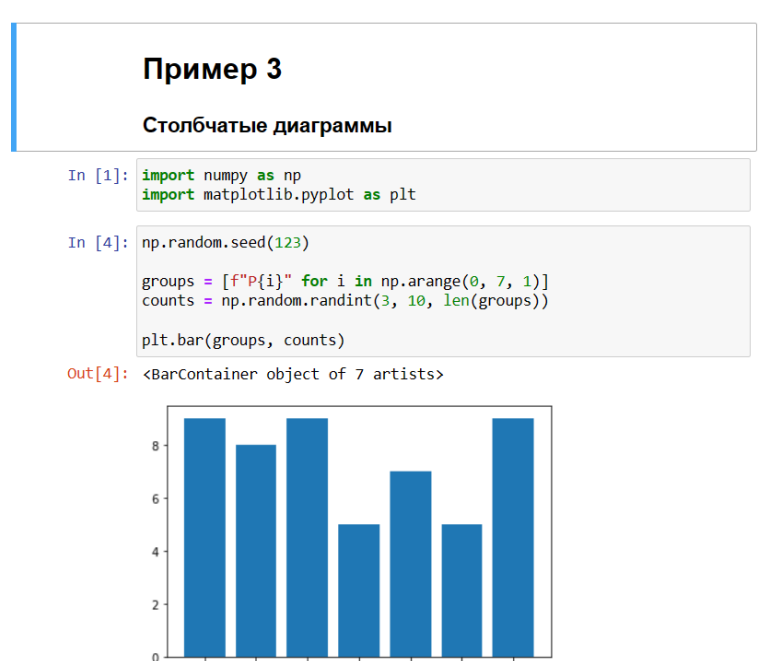 Пример 3
Столбчатые диаграммы
In [1]: import numpy as np
import matplotlib.pyplot as plt
In [4]: np.random.seed(123)
groups = [f"P{i}" for i in np.arange(0, 7, 1)]
counts = np.random.randint(3, 10, len(groups))
plt.bar(groups, counts)
Out[4]: <BarContainer object of 7 artists>
8
6
4
2
0